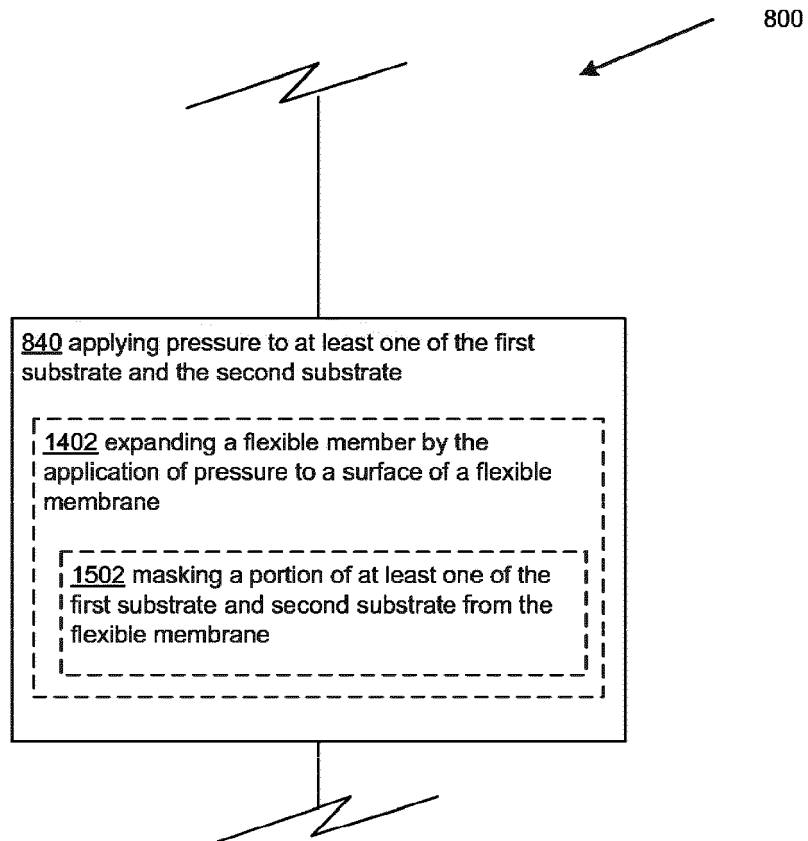 800
840 applying pressure to at least one of the first
substrate and the second substrate
1402 expanding a flexible member by the
application of pressure to a surface of a flexible
membrane
1502 masking a portion of at least one of the
first substrate and second substrate from the
flexible membrane